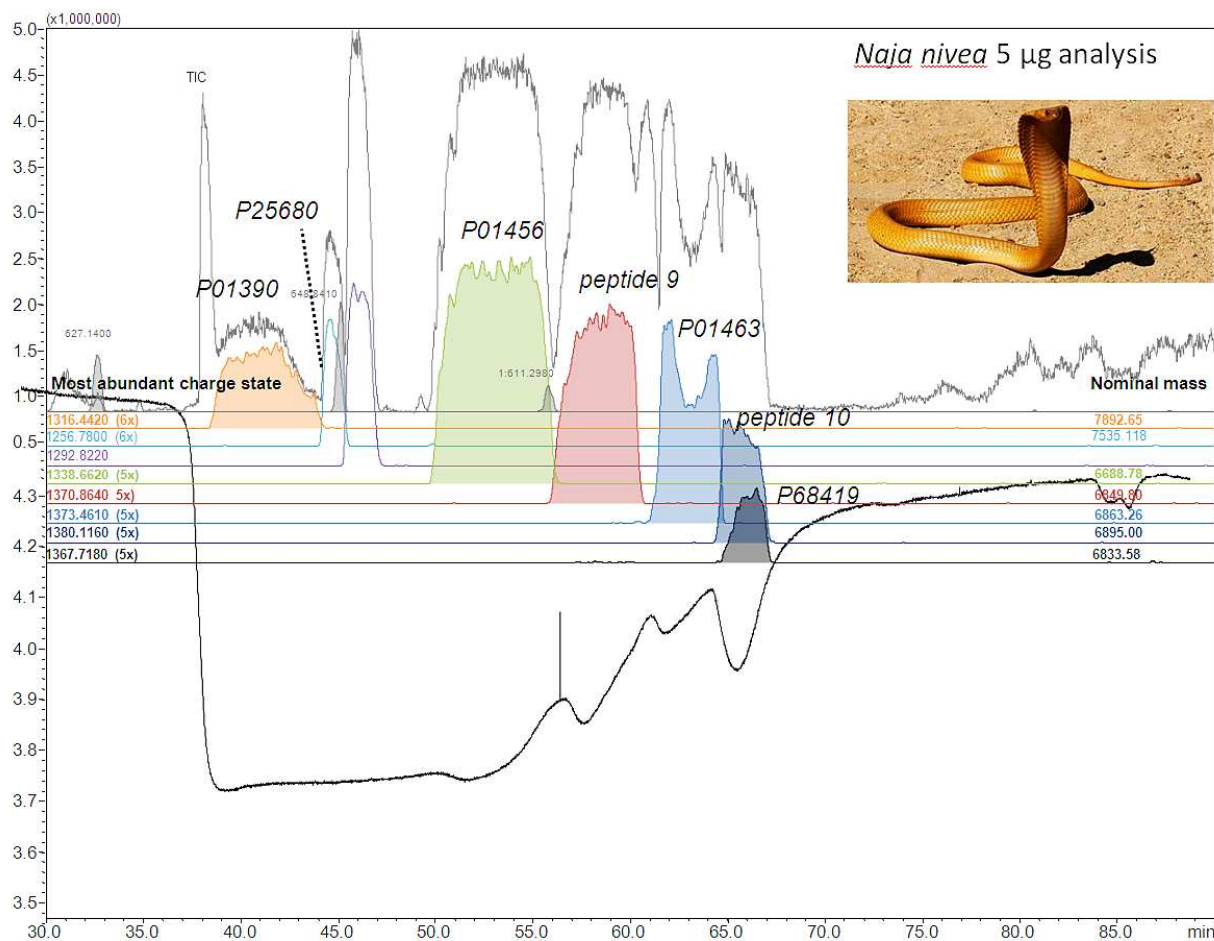 (x1,000,000)
5.0
Naja nivea 5 µg analysis
4.5
TIC
4.0
3.5
3.0
P25680
P01456
2.5
P01390
648.8410
peptide 9
2.0
P01463
627.1400
1.5
1:611.2980
Most abundant charge state
Nominal mass
1.0
peptide 10
1316.4420 (6x)
7892.65
1256.7800 (6x)
7535.118
0.5
1292.8220
1338.6620 (5x)
6688.78
4.3
1370.8640 5x)
P68419
6849.80
1373.4610 (5x)
6863.26
1380.1160 (5x)
6895.00
4.2
1367.7180 (5x)
6833.58
4.1
4.0
3.9
3.8
3.7
3.6
3.5
30.0 35.0 40.0 45.0 50.0 55.0 60.0 65.0 70.0 75.0 80.0 85.0 min